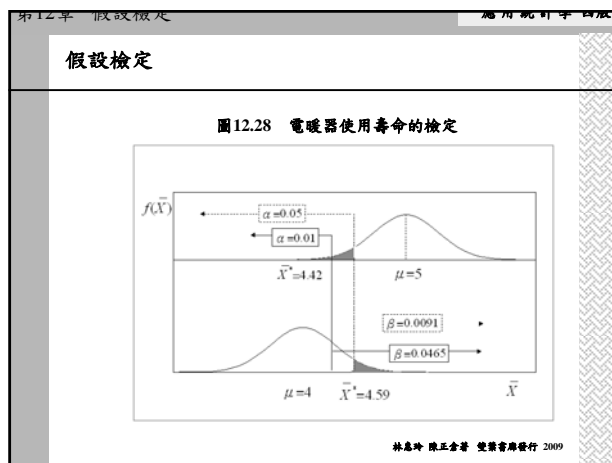 第12章 假設檢定
應用統計學 四版
假設檢定
圖12.28 電暖器使用壽命的檢定
f(X̄)
α=0.05
α=0.01
X̄*=4.42
μ=5
β=0.0091
β=0.0465
μ=4
X̄*=4.59
X̄
林惠玲 陳正倉著 雙葉書廊發行 2009